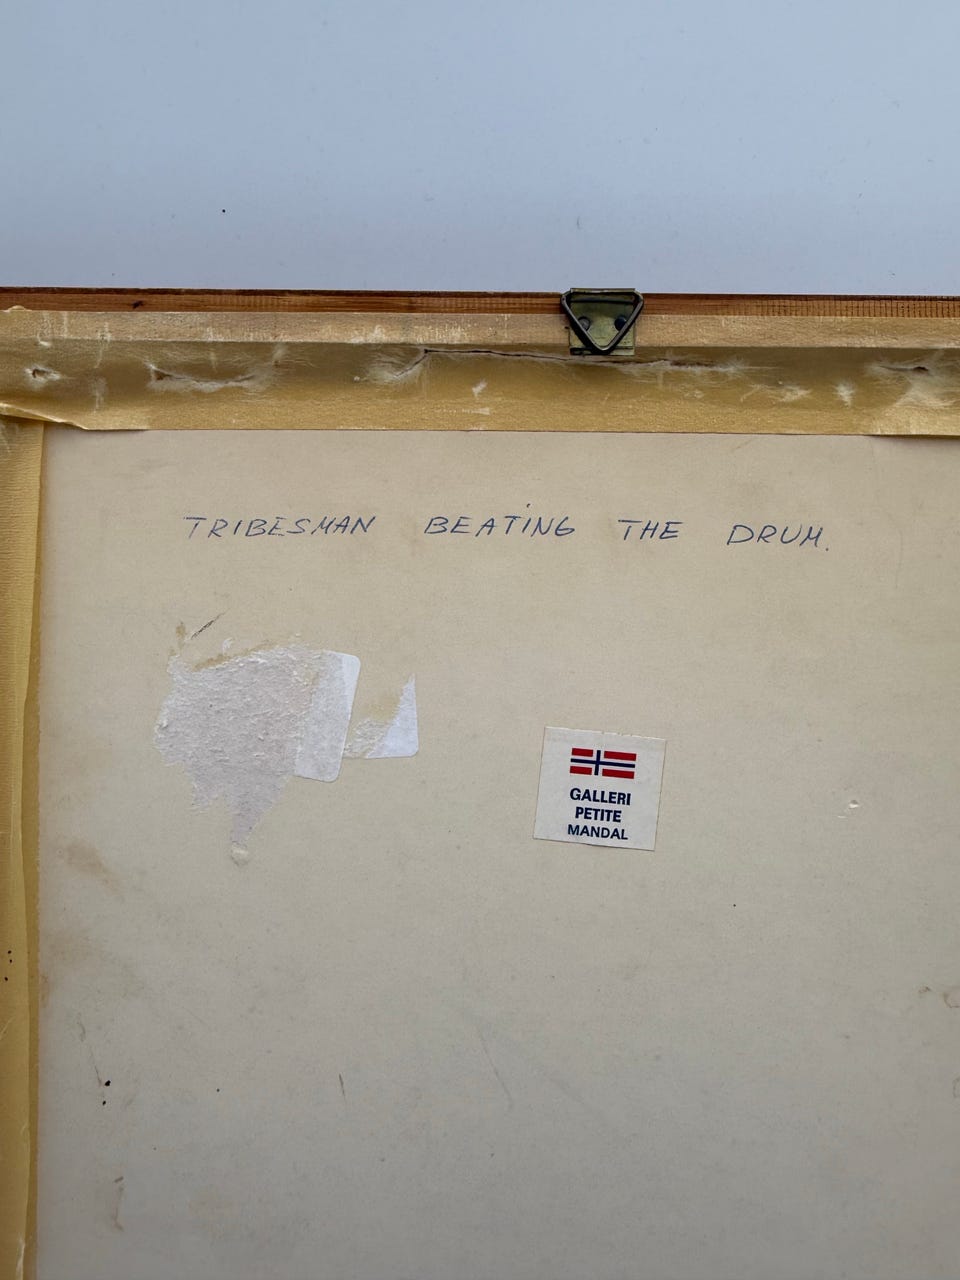 TRIBESMAN BEATING THE DRUM.
GALLERI
PETITE
MANDAL